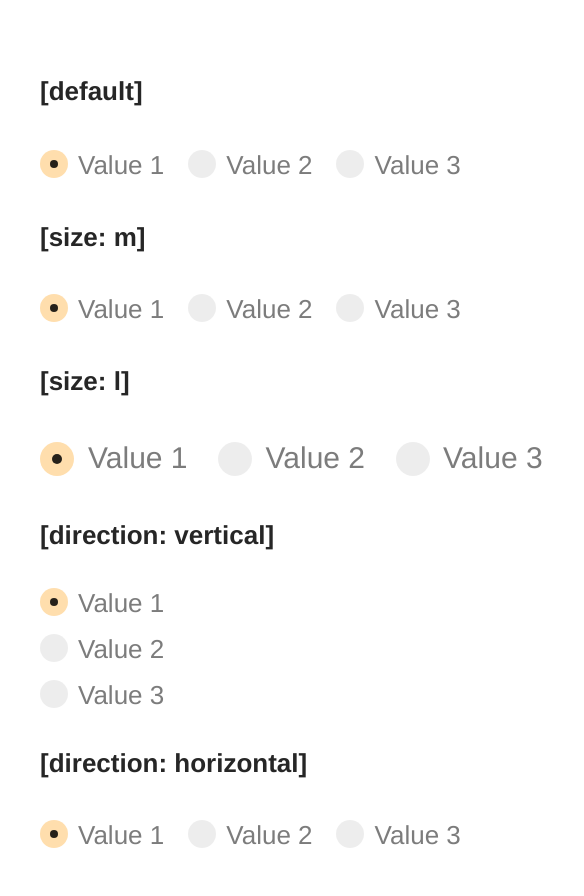 [default]
Value 1 Value 2 Value 3
[size: m]
Value 1 Value 2 Value 3
[size: l]
Value 1 Value 2 Value 3
[direction: vertical]
Value 1
Value 2
Value 3
[direction: horizontal]
Value 1 Value 2 Value 3